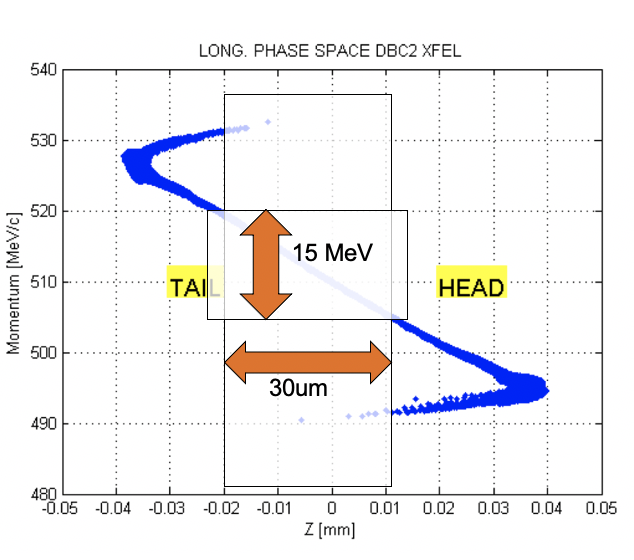 LONG. PHASE SPACE DBC2 XFEL
540
530
520
510
500
490
480
Momentum [MeV/c]
15 MeV
TAIL
HEAD
30um
-0.05 -0.04 -0.03 -0.02 -0.01 0 0.01 0.02 0.03 0.04 0.05
Z [mm]